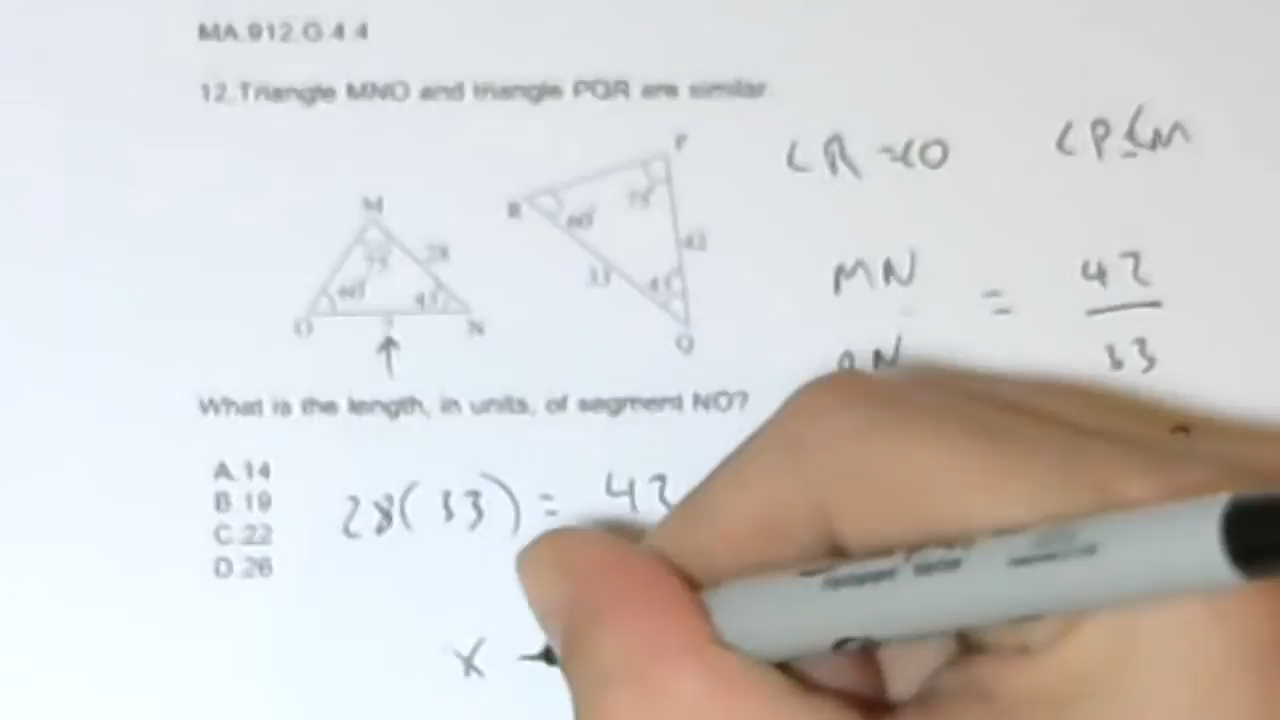 MA.912.G.4.4
12. Triangle MNO and triangle PQR are similar.
M
28
75
60
45
O
?
N
R
P
60
75
42
33
45
Q
∠R ≅ ∠O
∠P ≅ ∠M
MN
= 42
33
What is the length, in units, of segment NO?
A. 14
B. 19
C. 22
D. 26
28(33) = 42
x